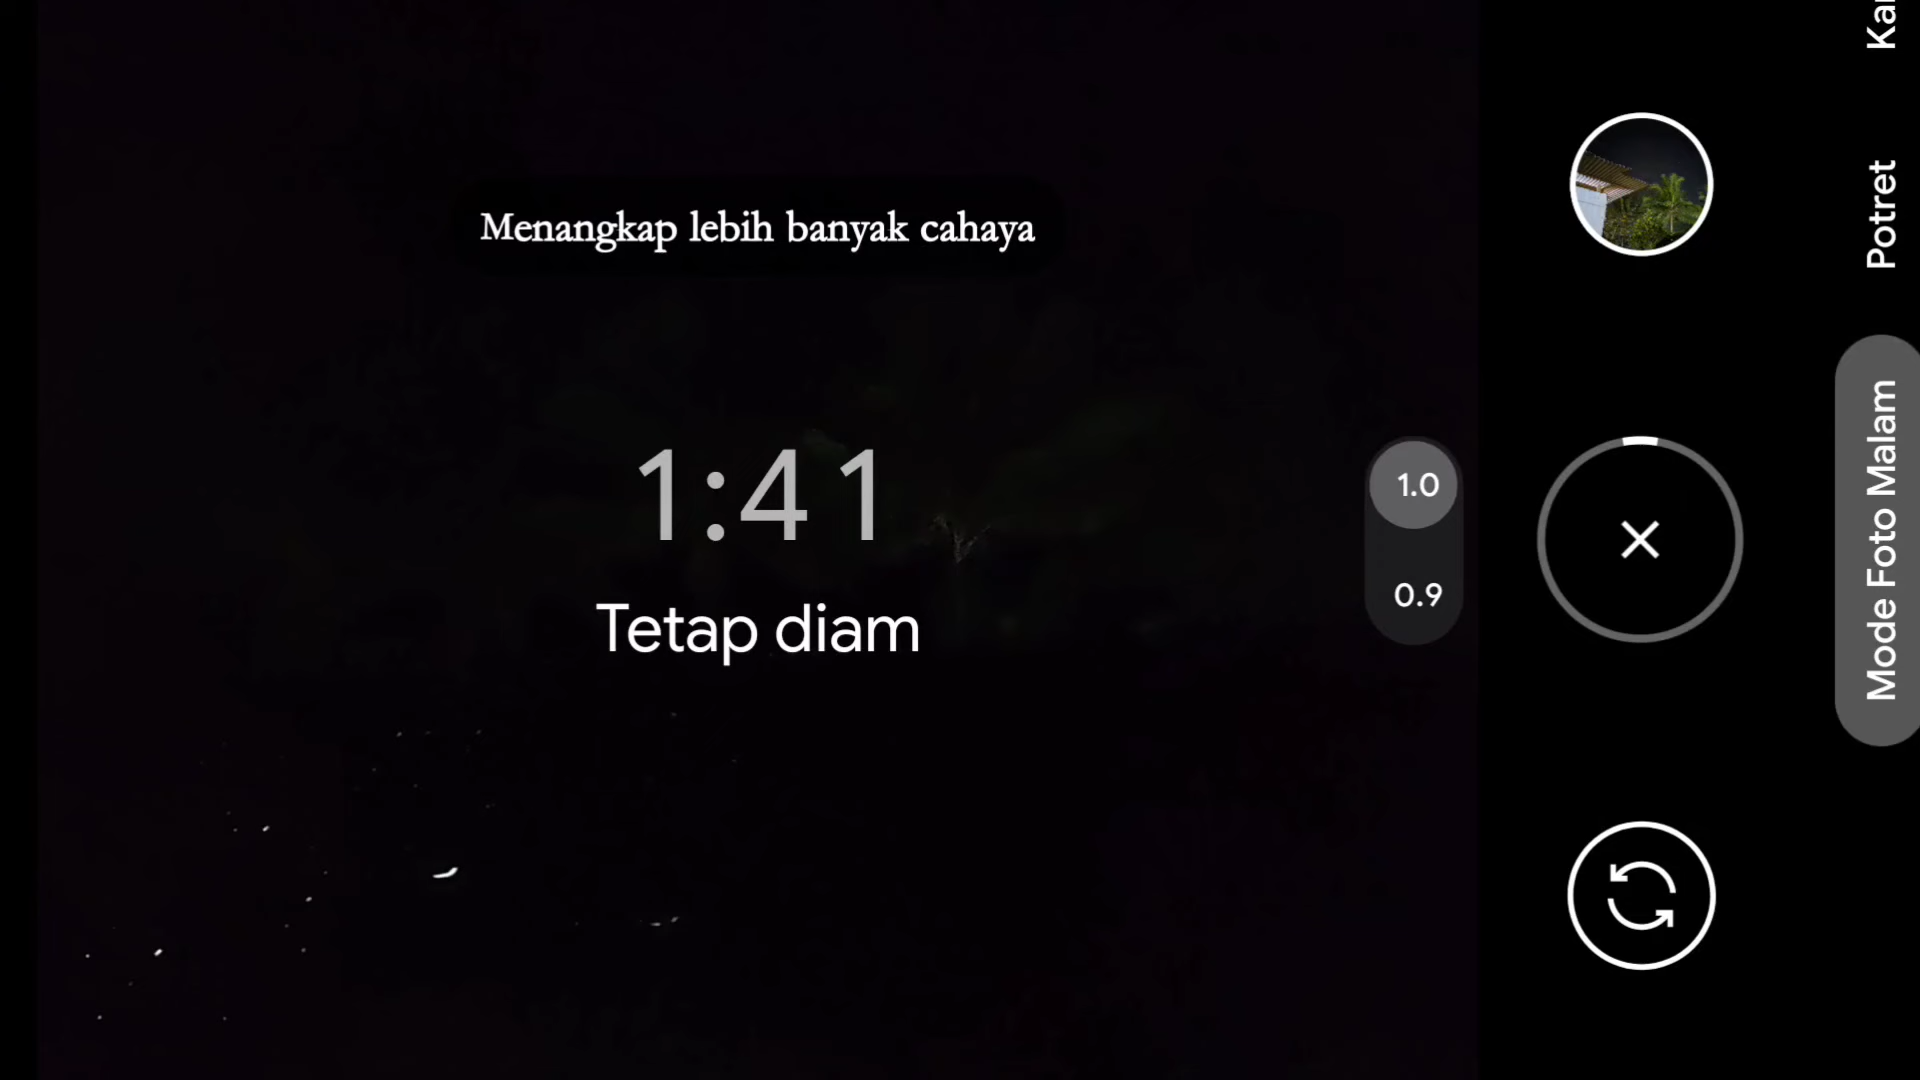 Menangkap lebih banyak cahaya
1:41
Tetap diam
1.0
0.9
Potret
Mode Foto Malam